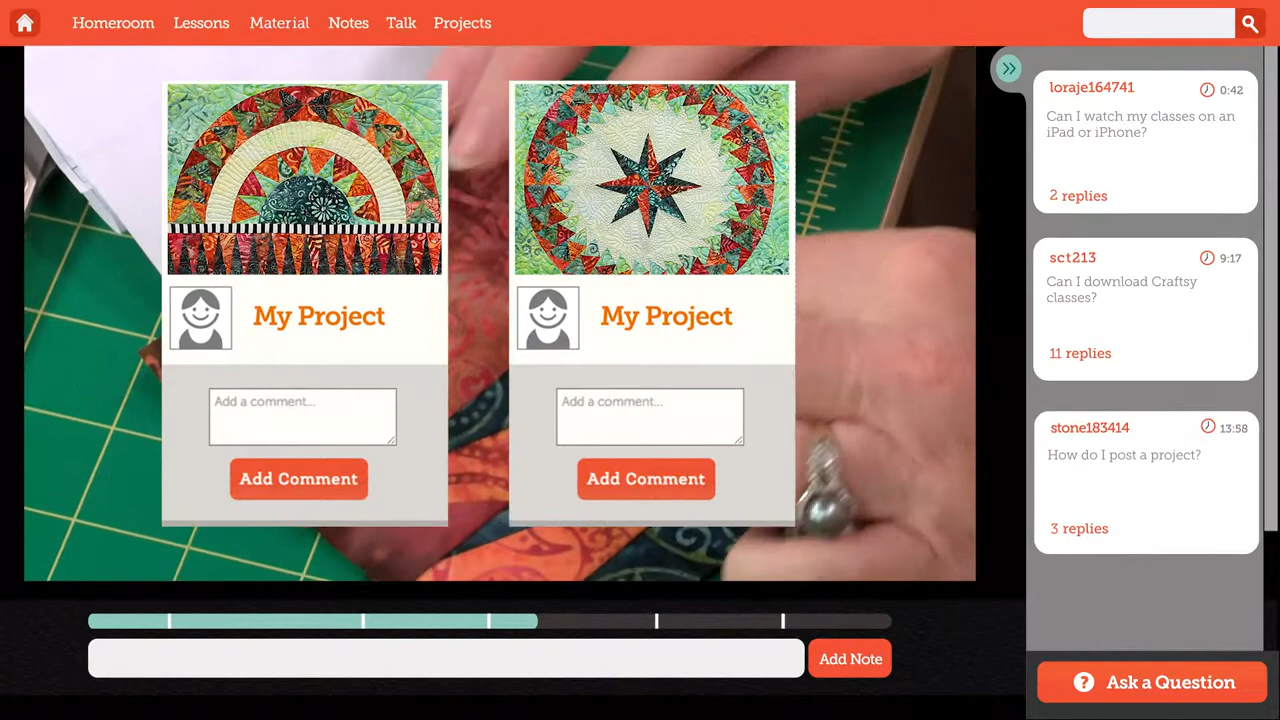 Homeroom Lessons Material Notes Talk Projects
loraje164741 0:42
Can I watch my classes on an
iPad or iPhone?
2 replies
sct213 9:17
Can I download Craftsy
classes?
11 replies
stone183414 13:58
How do I post a project?
3 replies
My Project
Add a comment...
Add Comment
My Project
Add a comment...
Add Comment
Add Note
? Ask a Question